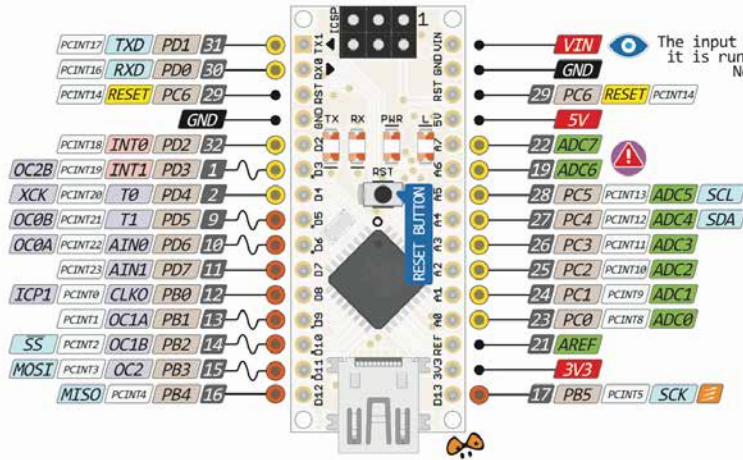 ICSP
1
PCINT17 TXD PD1 31 TX1 VIN VIN The input
it is run
PCINT16 RXD PD0 30 RX0 GND GND
PCINT14 RESET PC6 29 RST RST 29 PC6 RESET PCINT14
GND GND 5V 5V
TX RX PWR L
PCINT18 INT0 PD2 32 D2 A7 22 ADC7
OC2B PCINT19 INT1 PD3 1 D3 A6 19 ADC6
RST
XCK PCINT20 T0 PD4 2 D4 A5 28 PC5 PCINT13 ADC5 SCL
OC0B PCINT21 T1 PD5 9 D5 A4 27 PC4 PCINT12 ADC4 SDA
OC0A PCINT22 AIN0 PD6 10 D6 A3 26 PC3 PCINT11 ADC3
RESET BUTTON
PCINT23 AIN1 PD7 11 D7 A2 25 PC2 PCINT10 ADC2
ICP1 PCINT0 CLKO PB0 12 D8 A1 24 PC1 PCINT9 ADC1
PCINT1 OC1A PB1 13 D9 A0 23 PC0 PCINT8 ADC0
SS PCINT2 OC1B PB2 14 D10 REF 21 AREF
MOSI PCINT3 OC2 PB3 15 D11 3V3 3V3
MISO PCINT4 PB4 16 D12 D13 17 PB5 PCINT5 SCK